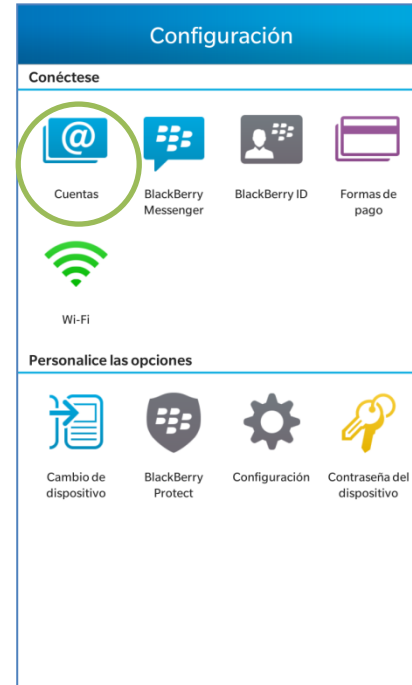 Configuración
Conéctese
@
Cuentas
BlackBerry
Messenger
BlackBerry ID
Formas de
pago
Wi-Fi
Personalice las opciones
Cambio de
dispositivo
BlackBerry
Protect
Configuración
Contraseña del
dispositivo